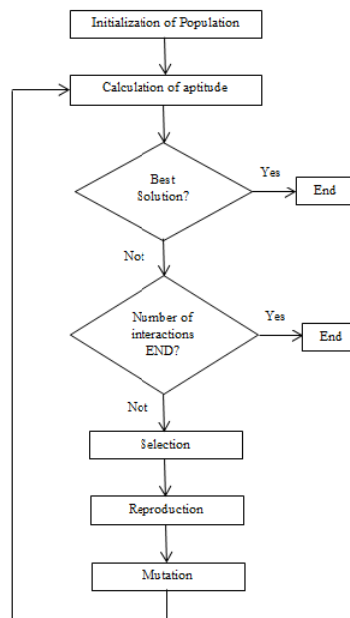 Initialization of Population
Calculation of aptitude
Best
Solution?
Yes
End
Not
Number of
interactions
END?
Yes
End
Not
Selection
Reproduction
Mutation